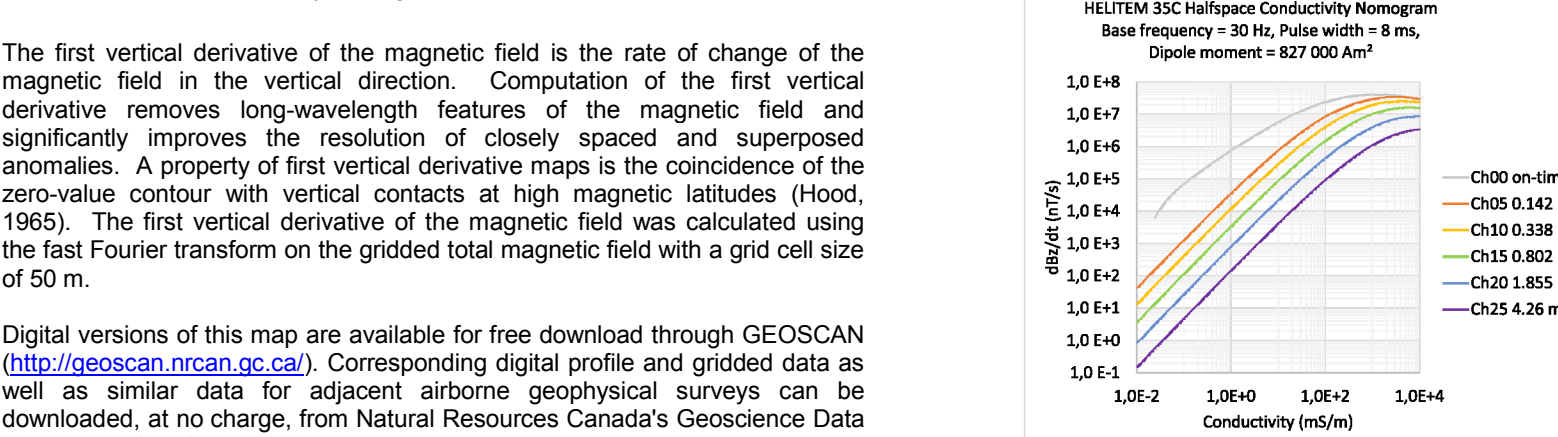 The first vertical derivative of the magnetic field is the rate of change of the
magnetic field in the vertical direction. Computation of the first vertical
derivative removes long-wavelength features of the magnetic field and
significantly improves the resolution of closely spaced and superposed
anomalies. A property of first vertical derivative maps is the coincidence of the
zero-value contour with vertical contacts at high magnetic latitudes (Hood,
1965). The first vertical derivative of the magnetic field was calculated using
the fast Fourier transform on the gridded total magnetic field with a grid cell size
of 50 m.
Digital versions of this map are available for free download through GEOSCAN
(http://geoscan.nrcan.gc.ca/). Corresponding digital profile and gridded data as
well as similar data for adjacent airborne geophysical surveys can be
downloaded, at no charge, from Natural Resources Canada's Geoscience Data
HELITEM 35C Halfspace Conductivity Nomogram
Base frequency = 30 Hz, Pulse width = 8 ms,
Dipole moment = 827 000 Am²
dBz/dt (nT/s)
1,0 E+8
1,0 E+7
1,0 E+6
1,0 E+5
1,0 E+4
1,0 E+3
1,0 E+2
1,0 E+1
1,0 E+0
1,0 E-1
1,0E-2 1,0E+0 1,0E+2 1,0E+4
Conductivity (mS/m)
Ch00 on-tim
Ch05 0.142
Ch10 0.338
Ch15 0.802
Ch20 1.855
Ch25 4.26 m